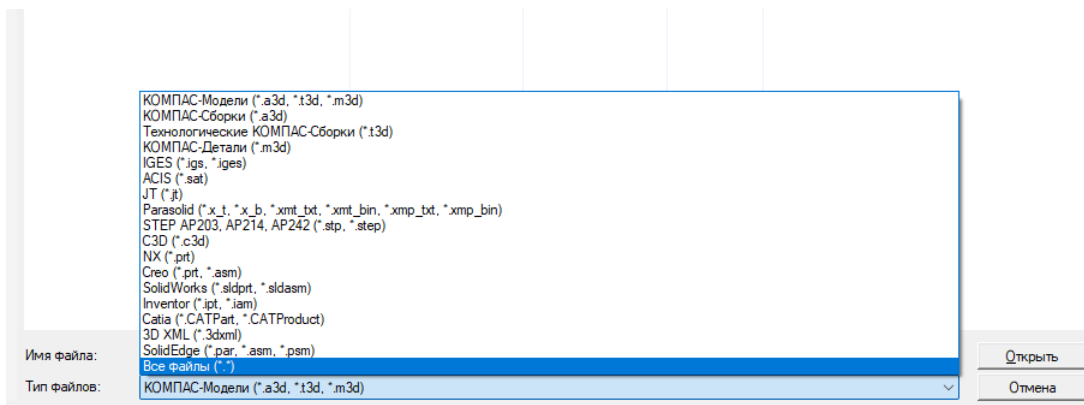 КОМПАС-Модели (*.a3d, *.t3d, *.m3d)
КОМПАС-Сборки (*.a3d)
Технологические КОМПАС-Сборки (*.t3d)
КОМПАС-Детали (*.m3d)
IGES (*.igs, *.iges)
ACIS (*.sat)
JT (*.jt)
Parasolid (*.x_t, *.x_b, *.xmt_txt, *.xmt_bin, *.xmp_txt, *.xmp_bin)
STEP AP203, AP214, AP242 (*.stp, *.step)
C3D (*.c3d)
NX (*.prt)
Creo (*.prt, *.asm)
SolidWorks (*.sldprt, *.sldasm)
Inventor (*.ipt, *.iam)
Catia (*.CATPart, *.CATProduct)
3D XML (*.3dxml)
SolidEdge (*.par, *.asm, *.psm)
Все файлы (*.*)
Имя файла:
Открыть
Тип файлов:
КОМПАС-Модели (*.a3d, *.t3d, *.m3d)
Отмена